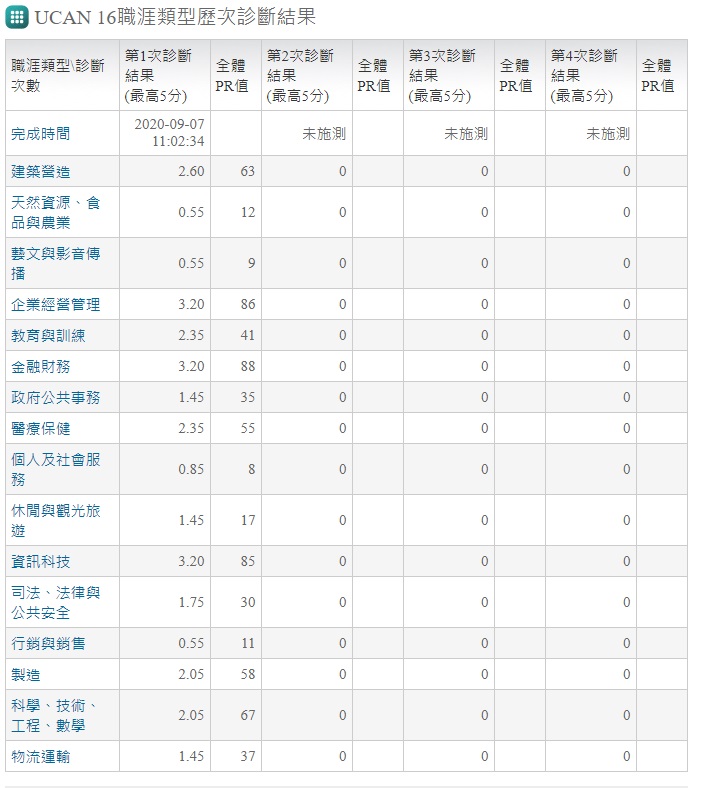 UCAN 16職涯類型歷次診斷結果
職涯類型\診斷次數 第1次診斷結果(最高5分) 全體PR值 第2次診斷結果(最高5分) 全體PR值 第3次診斷結果(最高5分) 全體PR值 第4次診斷結果(最高5分) 全體PR值
完成時間 2020-09-07 11:02:34 未施測 未施測 未施測
建築營造 2.60 63 0 0 0
天然資源、食品與農業 0.55 12 0 0 0
藝文與影音傳播 0.55 9 0 0 0
企業經營管理 3.20 86 0 0 0
教育與訓練 2.35 41 0 0 0
金融財務 3.20 88 0 0 0
政府公共事務 1.45 35 0 0 0
醫療保健 2.35 55 0 0 0
個人及社會服務 0.85 8 0 0 0
休閒與觀光旅遊 1.45 17 0 0 0
資訊科技 3.20 85 0 0 0
司法、法律與公共安全 1.75 30 0 0 0
行銷與銷售 0.55 11 0 0 0
製造 2.05 58 0 0 0
科學、技術、工程、數學 2.05 67 0 0 0
物流運輸 1.45 37 0 0 0